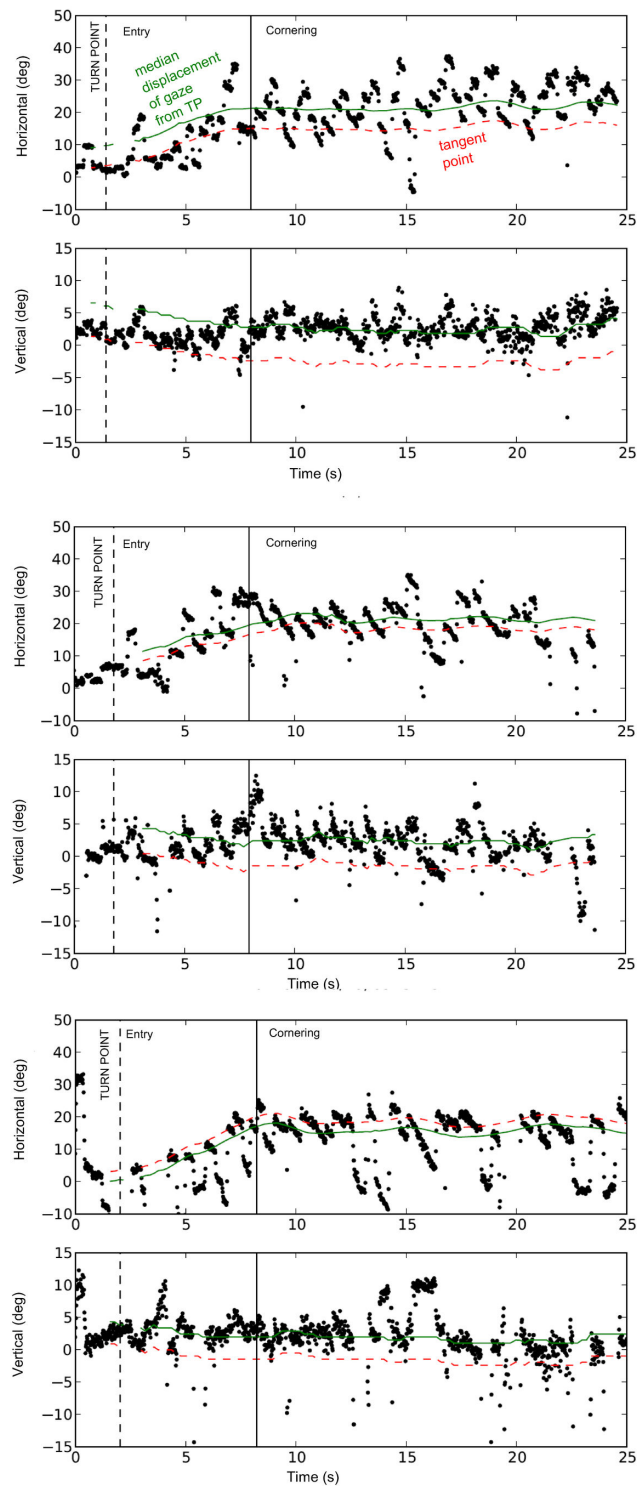 50
40
30
20
10
0
−10
Horizontal (deg)
TURN POINT
Entry
Cornering
median
displacement
of gaze
from TP
tangent
point
0 5 10 15 20 25
15
10
5
0
−5
−10
−15
Vertical (deg)
0 5 10 15 20 25
Time (s)
50
40
30
20
10
0
−10
Horizontal (deg)
TURN POINT
Entry
Cornering
0 5 10 15 20 25
15
10
5
0
−5
−10
−15
Vertical (deg)
0 5 10 15 20 25
Time (s)
50
40
30
20
10
0
−10
Horizontal (deg)
TURN POINT
Entry
Cornering
0 5 10 15 20 25
15
10
5
0
−5
−10
−15
Vertical (deg)
0 5 10 15 20 25
Time (s)